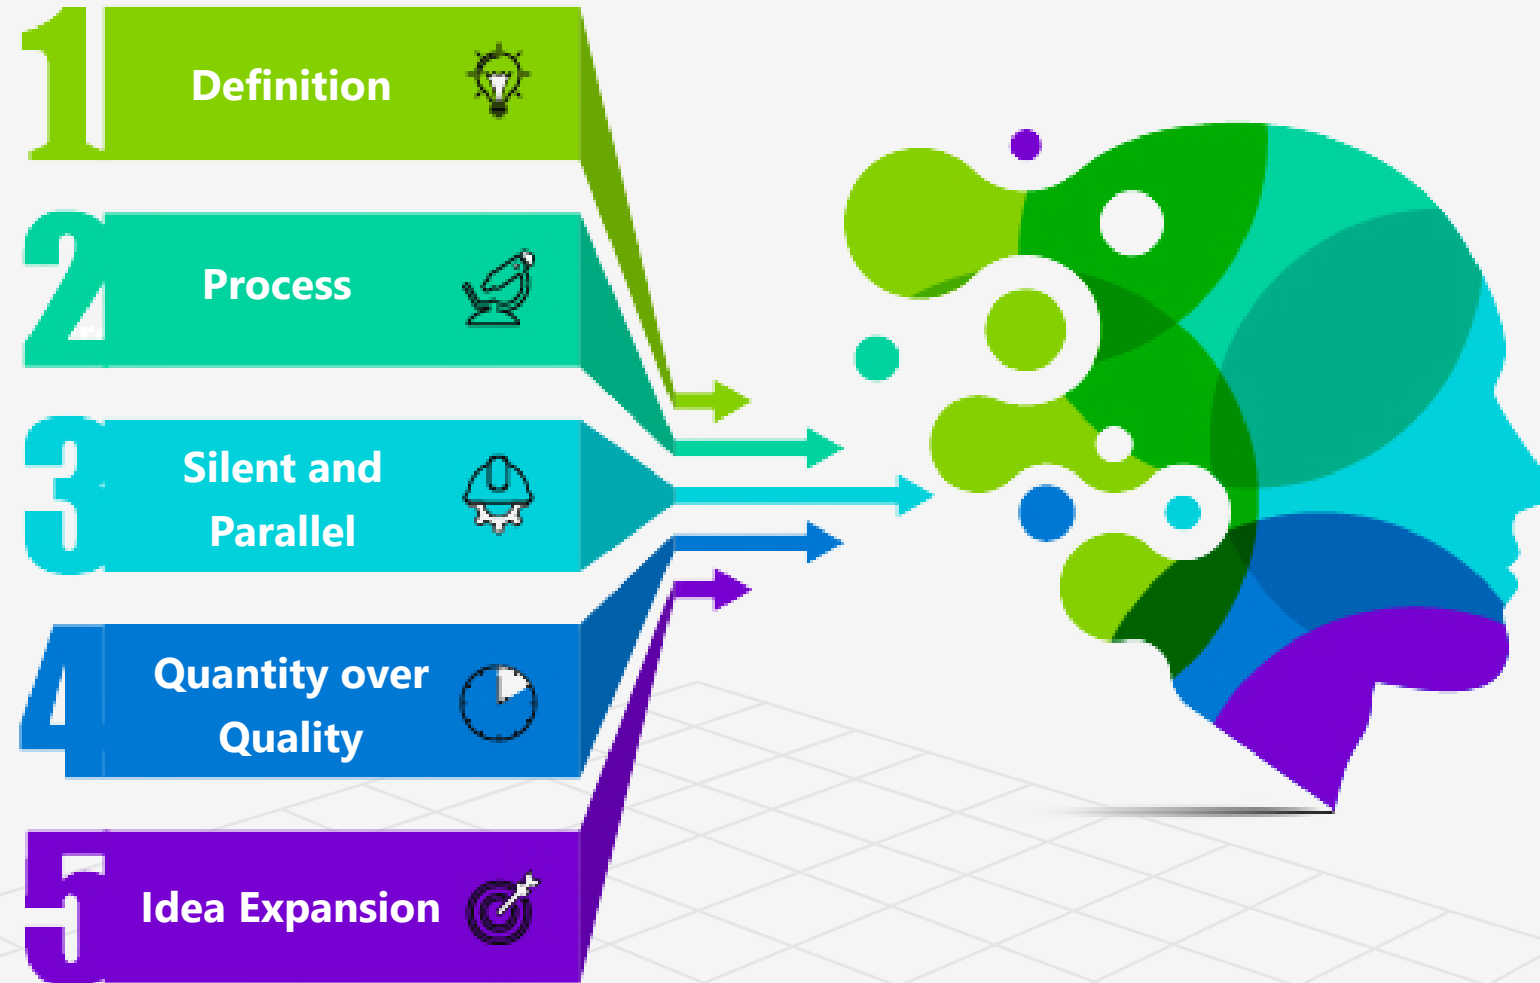 1
Definition
2
Process
3
Silent and
Parallel
4
Quantity over
Quality
5
Idea Expansion